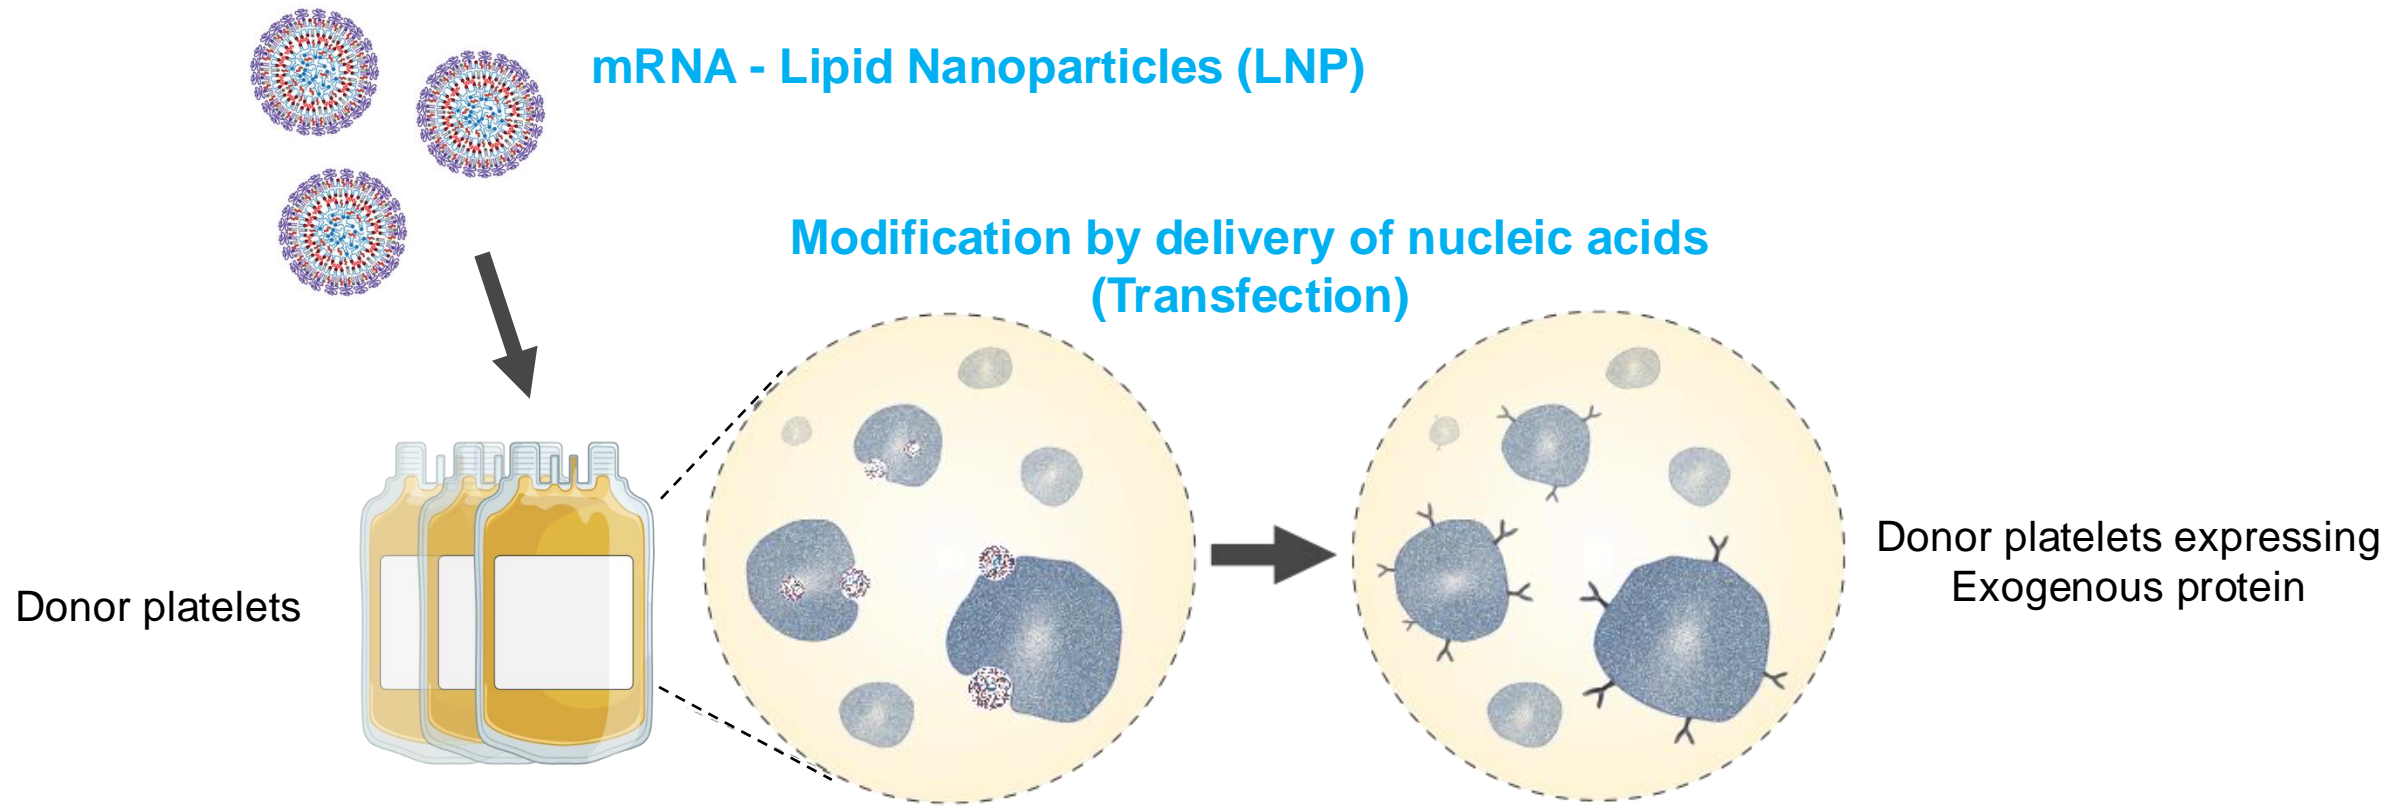 mRNA - Lipid Nanoparticles (LNP)
Modification by delivery of nucleic acids
(Transfection)
Donor platelets
Donor platelets expressing
Exogenous protein